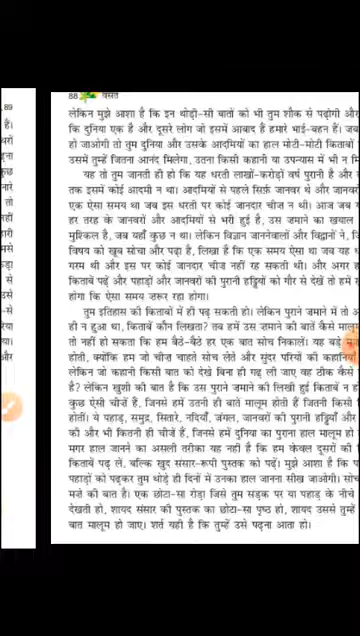 88 वसंत
लेकिन मुझे आशा है कि इन थोड़ी-सी बातों को भी तुम शौक से पढ़ोगी और
कि दुनिया एक है और दूसरे लोग जो इसमें आबाद हैं हमारे भाई-बहन हैं। जब
हो जाओगी तो तुम दुनिया और उसके आदमियों का हाल मोटी-मोटी किताबों
उसमें तुम्हें जितना आनंद मिलेगा, उतना किसी कहानी या उपन्यास में भी न मि
यह तो तुम जानती ही हो कि यह धरती लाखों-करोड़ों वर्ष पुरानी है और
तक इसमें कोई आदमी न था। आदमियों से पहले सिर्फ़ जानवर थे और जानवर
एक ऐसा समय था जब इस धरती पर कोई जानदार चीज़ न थी। आज जब य
हर तरह के जानवरों और आदमियों से भरी हुई है, उस जमाने का खयाल
मुश्किल है, जब यहाँ कुछ न था। लेकिन विज्ञान जाननेवालों और विद्वानों ने, जि
विषय को खूब सोचा और पढ़ा है, लिखा है कि एक समय ऐसा था जब यह ध
गरम थी और इस पर कोई जानदार चीज़ नहीं रह सकती थी। और अगर ह
किताबें पढ़ें और पहाड़ों और जानवरों की पुरानी हड्डियों को गौर से देखें तो हमें
होगा कि ऐसा समय ज़रूर रहा होगा।
तुम इतिहास की किताबों में ही पढ़ सकती हो। लेकिन पुराने जमाने में तो अ
ही न हुआ था, किताबें कौन लिखता? तब हमें उस जमाने की बातें कैसे मालू
तो नहीं हो सकता कि हम बैठे-बैठे हर एक बात सोच निकालें। यह बड़े
होती, क्योंकि हम जो चीज़ चाहते सोच लेते और सुंदर परियों की कहानियाँ
लेकिन जो कहानी किसी बात को देखे बिना ही गढ़ ली जाए वह ठीक कैसे
है? लेकिन खुशी की बात है कि उस पुराने जमाने की लिखी हुई किताबें न ह
कुछ ऐसी चीज़ें हैं, जिनसे हमें उतनी ही बातें मालूम होती हैं जितनी किसी
होतीं। ये पहाड़, समुद्र, सितारे, नदियाँ, जंगल, जानवरों की पुरानी हड्डियाँ और
की और भी कितनी ही चीज़ें हैं, जिनसे हमें दुनिया का पुराना हाल मालूम हो
मगर हाल जानने का असली तरीका यह नहीं है कि हम केवल दूसरों की
किताबें पढ़ लें, बल्कि खुद संसार-रूपी पुस्तक को पढ़ें। मुझे आशा है कि प
पहाड़ों को पढ़कर तुम थोड़े ही दिनों में उनका हाल जानना सीख जाओगी। सोच
मज़े की बात है। एक छोटा-सा रोड़ा जिसे तुम सड़क पर या पहाड़ के नीचे
देखती हो, शायद संसार की पुस्तक का छोटा-सा पृष्ठ हो, शायद उससे तुम्हें
बात मालूम हो जाए। शर्त यही है कि तुम्हें उसे पढ़ना आता हो।